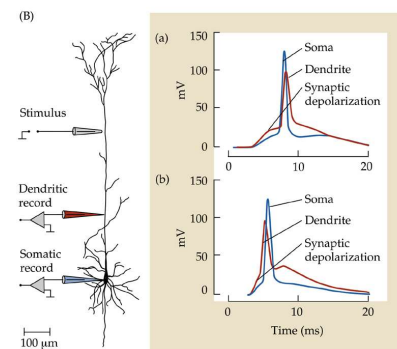 (B)
Stimulus
Dendritic
record
Somatic
record
100 μm
(a)
150
100
50
0
mV
Soma
Dendrite
Synaptic
depolarization
0
10
20
(b)
150
100
50
0
mV
Soma
Dendrite
Synaptic
depolarization
0
10
20
Time (ms)